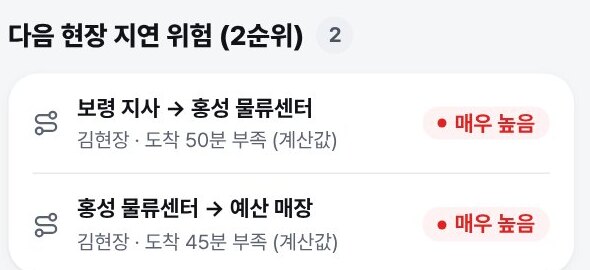 다음 현장 지연 위험 (2순위) 2
보령 지사 → 홍성 물류센터
김현장 · 도착 50분 부족 (계산값)
매우 높음
홍성 물류센터 → 예산 매장
김현장 · 도착 45분 부족 (계산값)
매우 높음